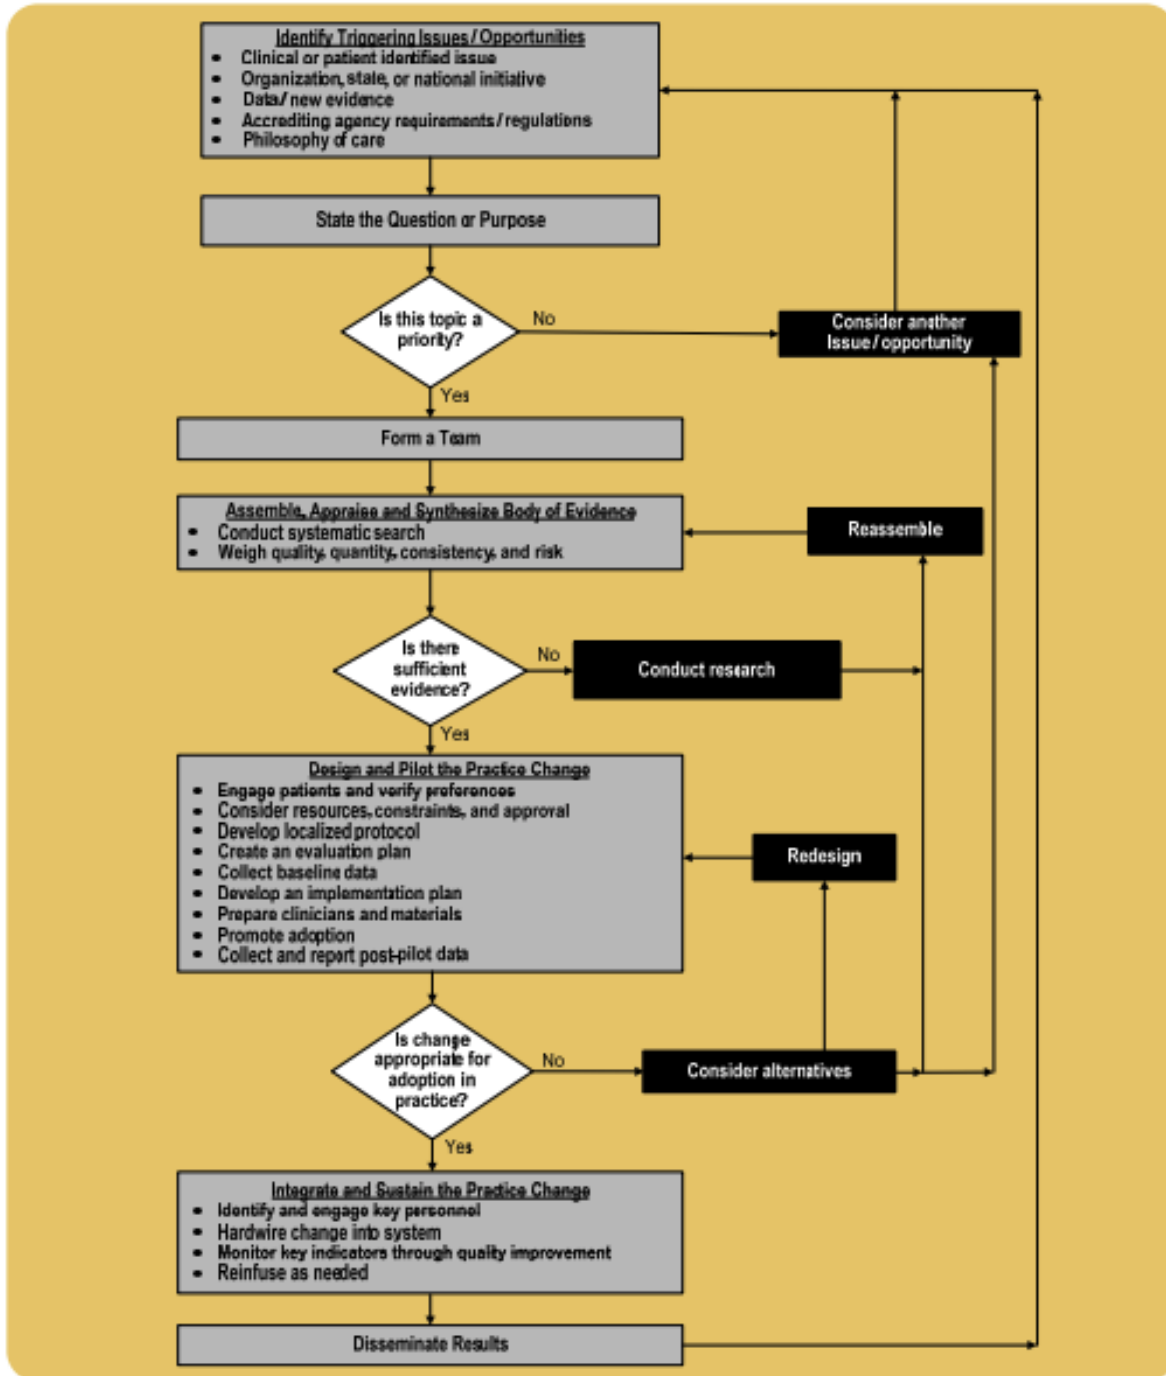 Identify Triggering Issues / Opportunities
• Clinical or patient identified issue
• Organization, state, or national initiative
• Data / new evidence
• Accrediting agency requirements / regulations
• Philosophy of care
State the Question or Purpose
Is this topic a
priority?
No
Consider another
Issue / opportunity
Yes
Form a Team
Assemble, Appraise and Synthesize Body of Evidence
• Conduct systematic search
• Weigh quality, quantity, consistency, and risk
Reassemble
Is there
sufficient
evidence?
No
Conduct research
Yes
Design and Pilot the Practice Change
• Engage patients and verify preferences
• Consider resources, constraints, and approval
• Develop localized protocol
• Create an evaluation plan
• Collect baseline data
• Develop an implementation plan
• Prepare clinicians and materials
• Promote adoption
• Collect and report post-pilot data
Redesign
Is change
appropriate for
adoption in
practice?
No
Consider alternatives
Yes
Integrate and Sustain the Practice Change
• Identify and engage key personnel
• Hardwire change into system
• Monitor key indicators through quality improvement
• Reinfuse as needed
Disseminate Results